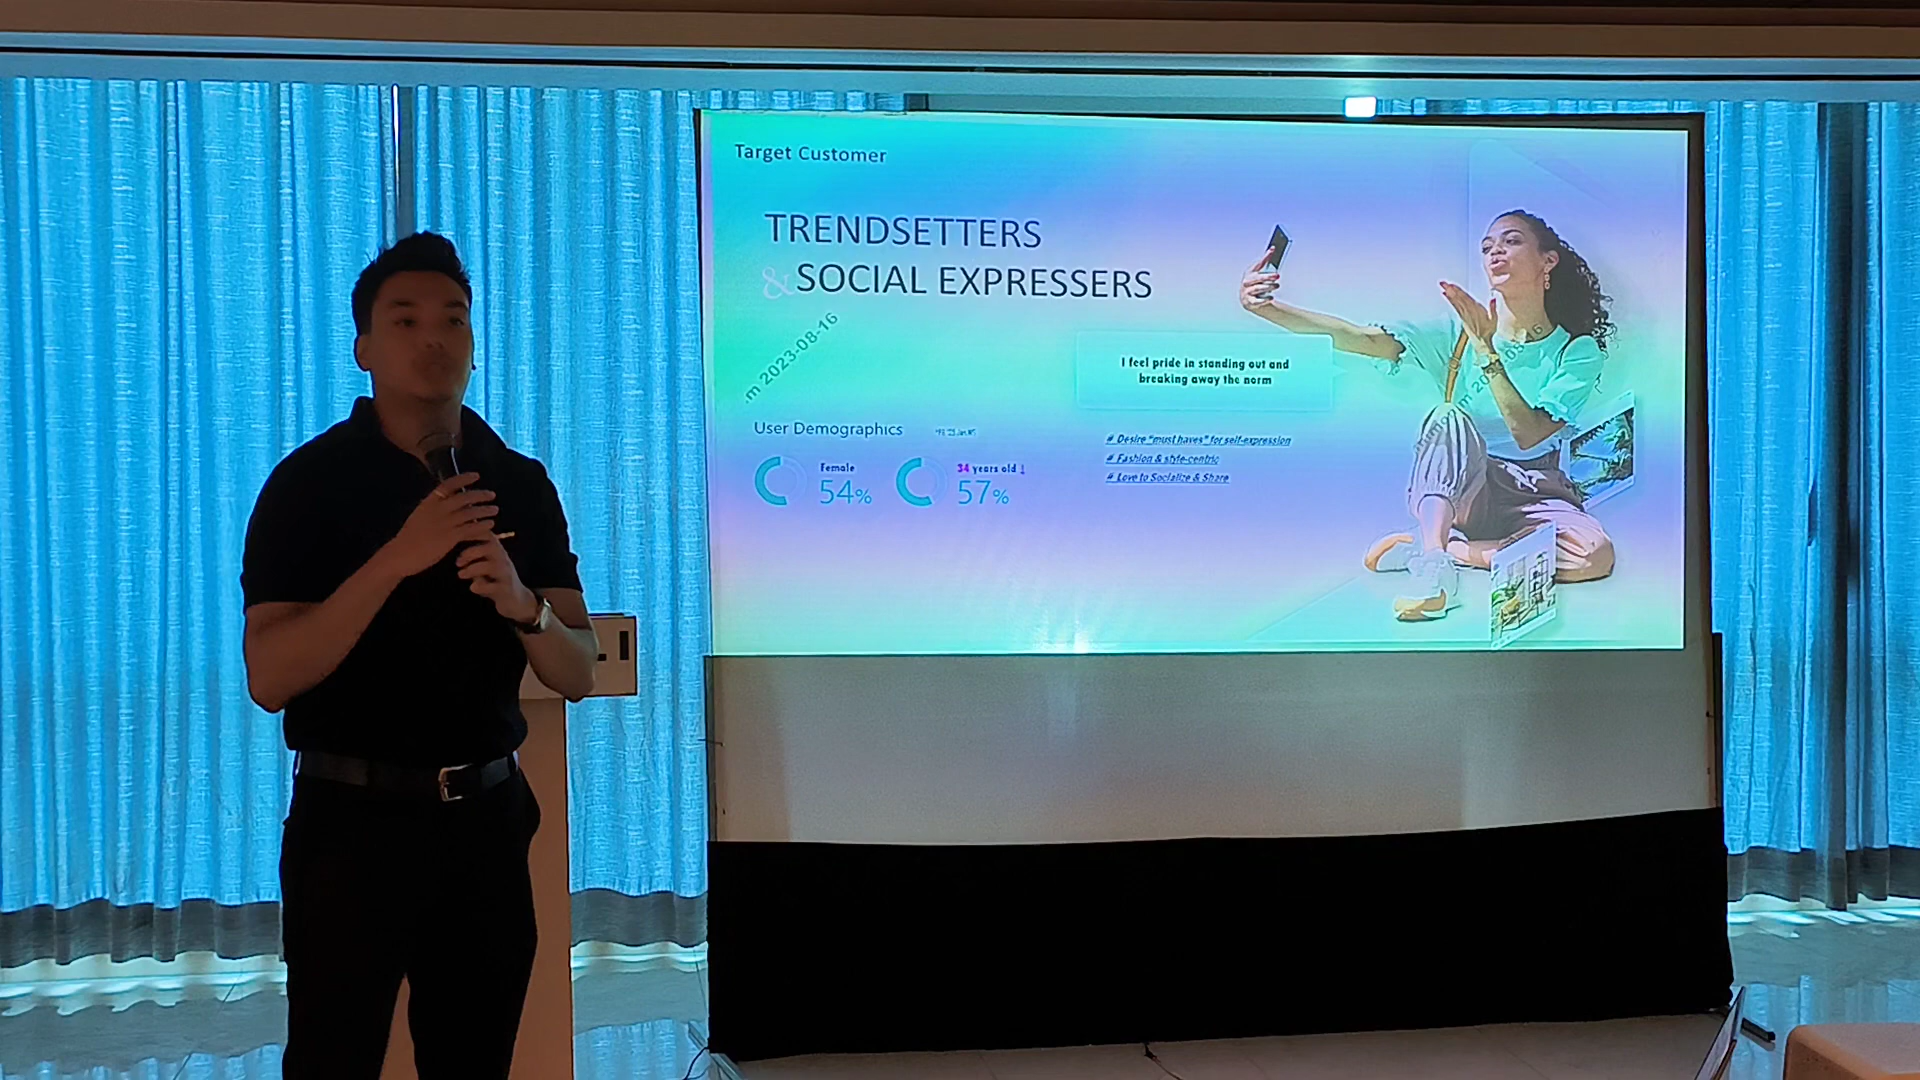 Target Customer
TRENDSETTERS
& SOCIAL EXPRESSERS
m 2023-08-16
I feel pride in standing out and
breaking away the norm
User Demographics
Female
54%
34 years old ↓
57%
# Desire "must haves" for self-expression
# Fashion & style-centric
# Love to Socialize & Share